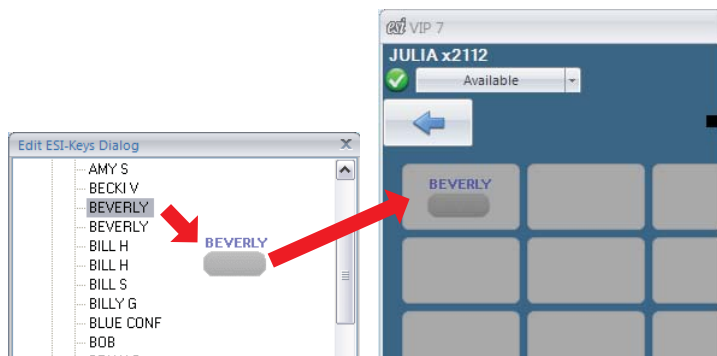 esi VIP 7
JULIA x2112
Available
BEVERLY
Edit ESI-Keys Dialog
AMY S
BECKI V
BEVERLY
BEVERLY
BILL H
BILL H
BILL S
BILLY G
BLUE CONF
BOB
BEVERLY